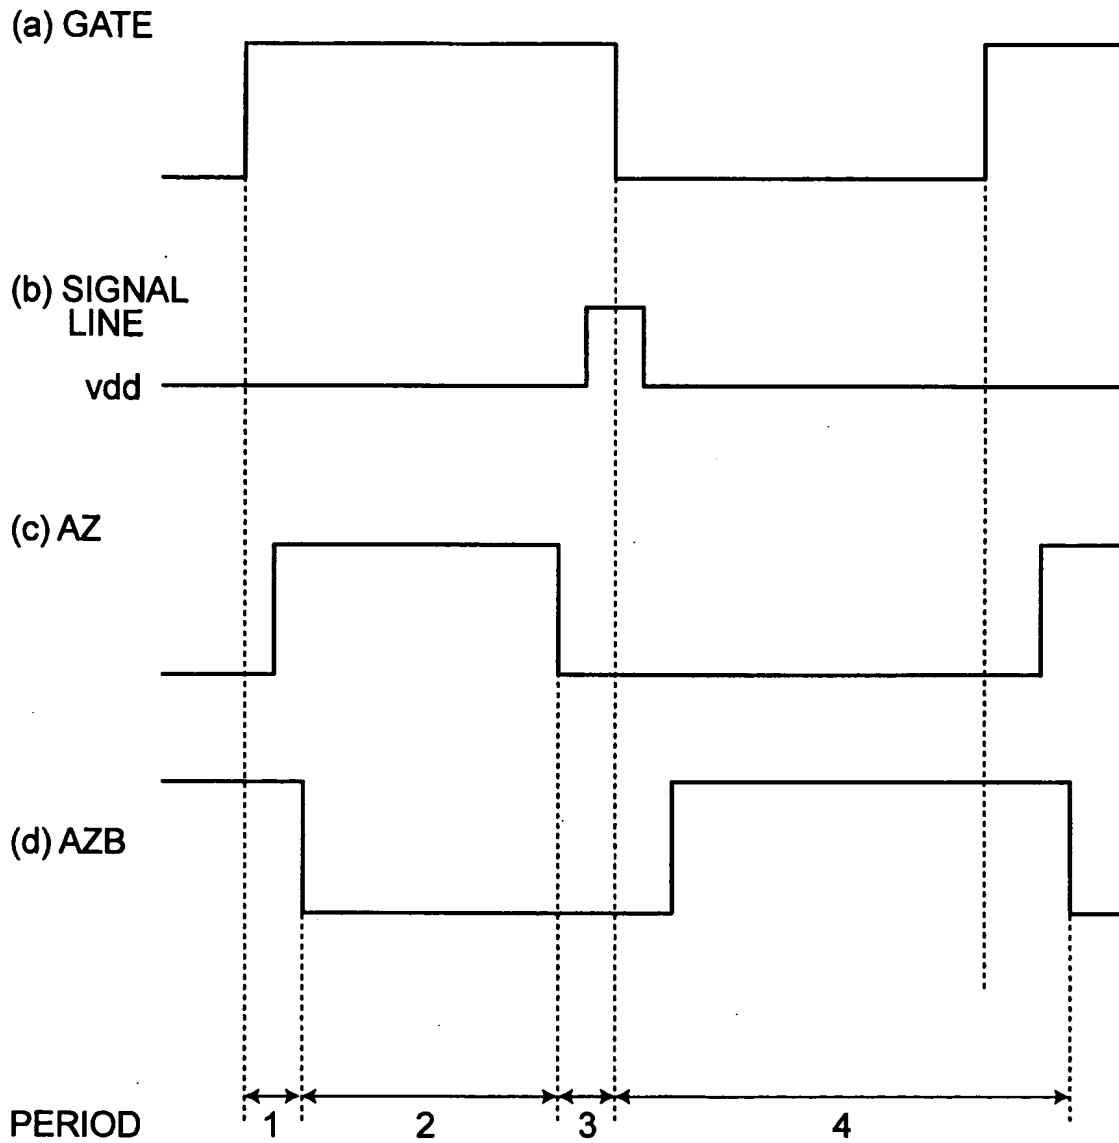 (a) GATE
(b) SIGNAL
LINE
vdd
(c) AZ
(d) AZB
PERIOD 1 2 3 4